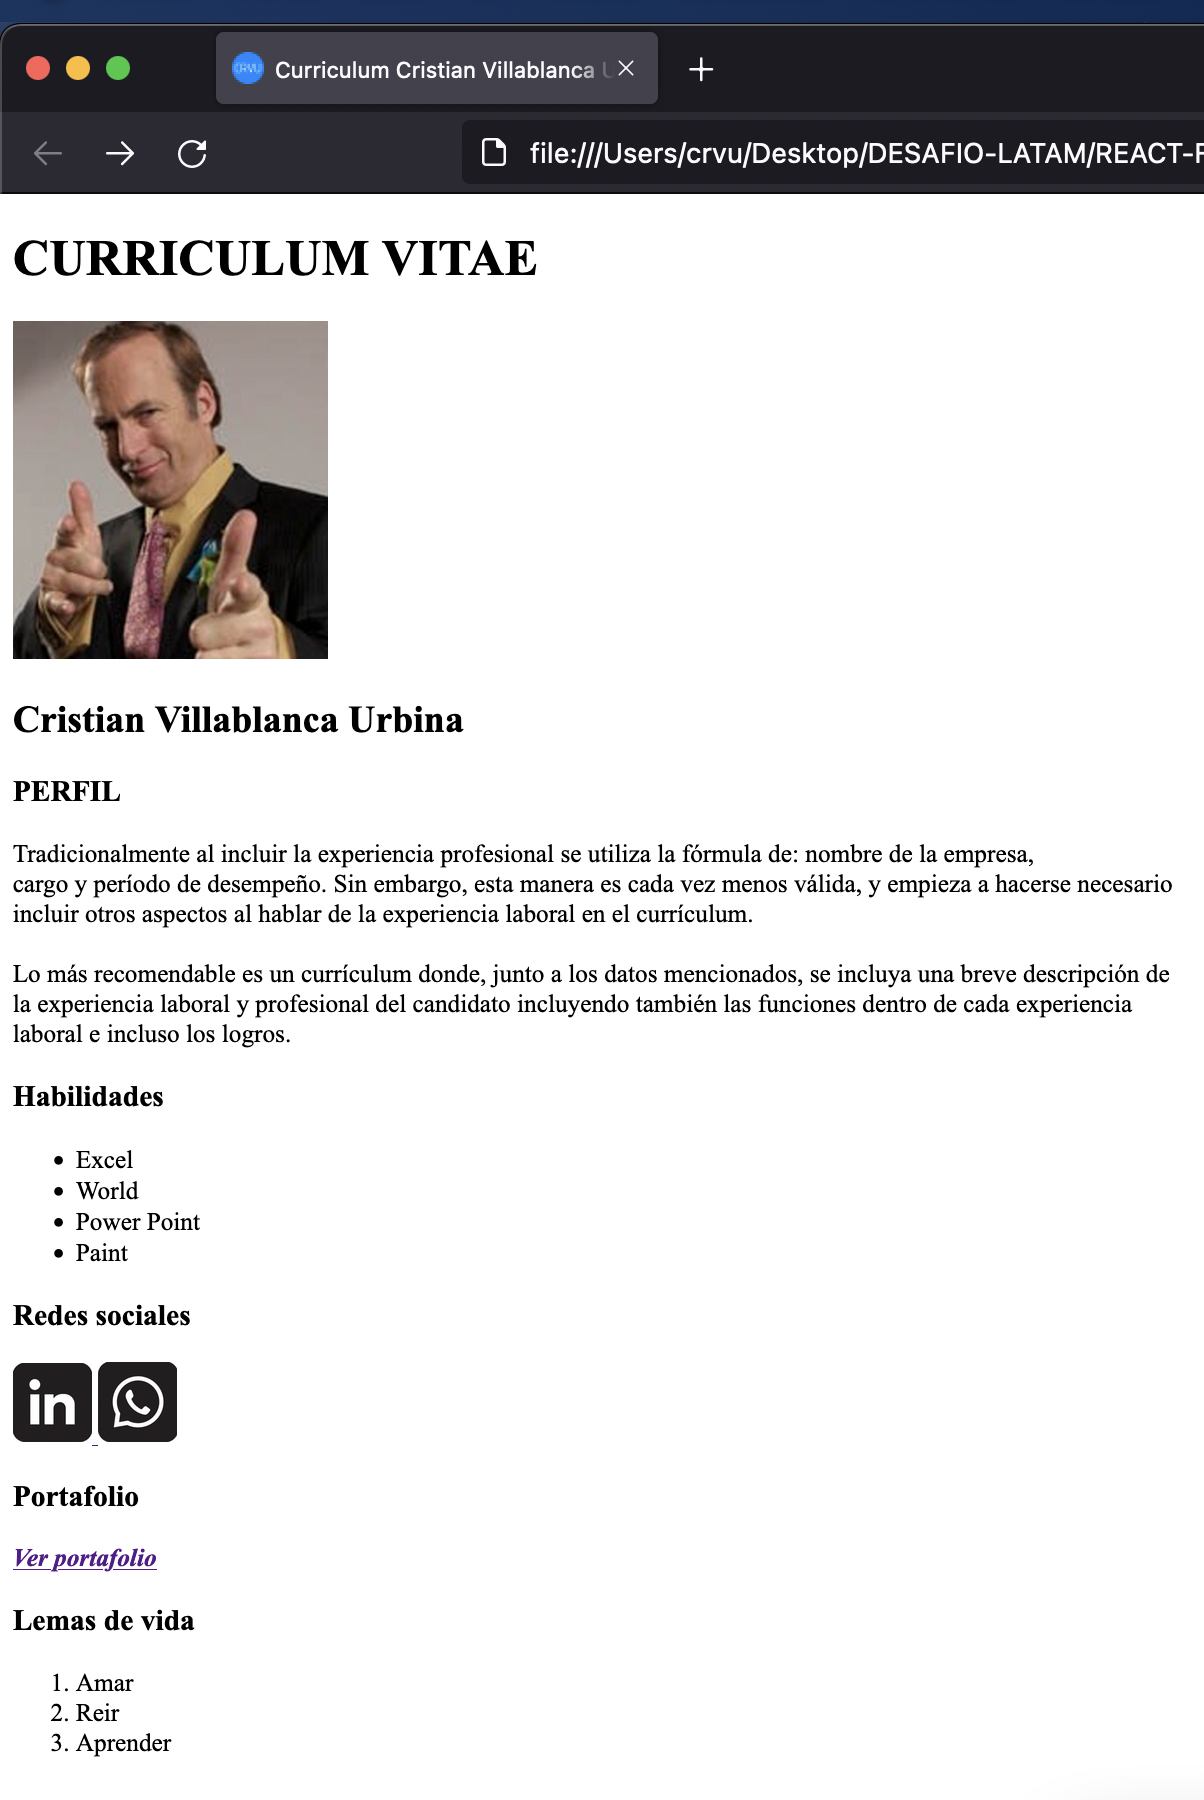 CRVU
Curriculum Cristian Villablanca U
file:///Users/crvu/Desktop/DESAFIO-LATAM/REACT-F
CURRICULUM VITAE
Cristian Villablanca Urbina
PERFIL
Tradicionalmente al incluir la experiencia profesional se utiliza la fórmula de: nombre de la empresa,
cargo y período de desempeño. Sin embargo, esta manera es cada vez menos válida, y empieza a hacerse necesario
incluir otros aspectos al hablar de la experiencia laboral en el currículum.
Lo más recomendable es un currículum donde, junto a los datos mencionados, se incluya una breve descripción de
la experiencia laboral y profesional del candidato incluyendo también las funciones dentro de cada experiencia
laboral e incluso los logros.
Habilidades
• Excel
• World
• Power Point
• Paint
Redes sociales
in
Portafolio
Ver portafolio
Lemas de vida
1. Amar
2. Reir
3. Aprender